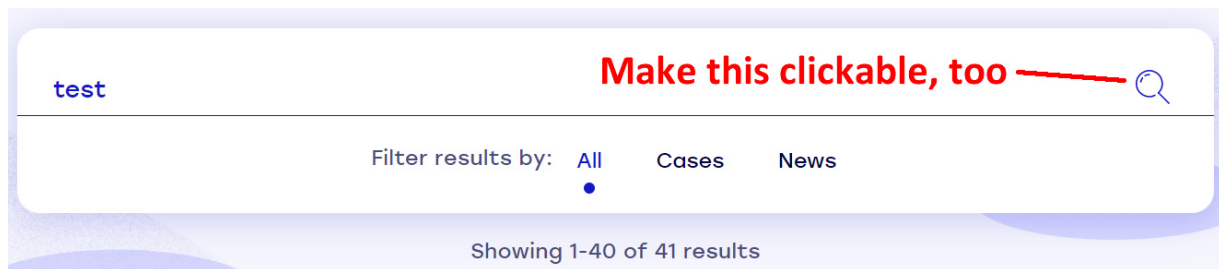 Make this clickable, too
test
Filter results by: All Cases News
Showing 1-40 of 41 results